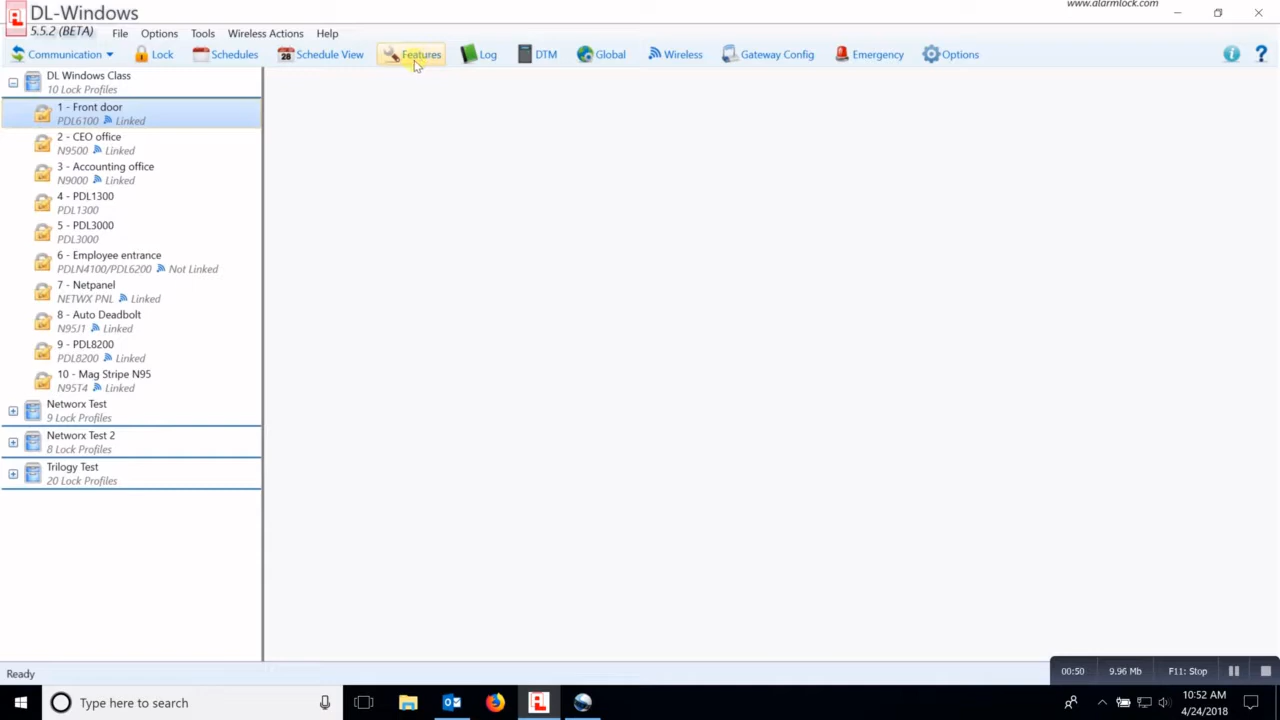 DL-Windows
www.alarmlock.com
5.5.2 (BETA) File Options Tools Wireless Actions Help
Communication Lock Schedules 28 Schedule View Features Log DTM Global Wireless Gateway Config Emergency Options
DL Windows Class
10 Lock Profiles
1 - Front door
PDL6100 Linked
2 - CEO office
N9500 Linked
3 - Accounting office
N9000 Linked
4 - PDL1300
PDL1300
5 - PDL3000
PDL3000
6 - Employee entrance
PDLN4100/PDL6200 Not Linked
7 - Netpanel
NETWX PNL Linked
8 - Auto Deadbolt
N95J1 Linked
9 - PDL8200
PDL8200 Linked
10 - Mag Stripe N95
N95T4 Linked
Networx Test
9 Lock Profiles
Networx Test 2
8 Lock Profiles
Trilogy Test
20 Lock Profiles
Ready
00:50 9.96 Mb F11: Stop
Type here to search
10:52 AM
4/24/2018